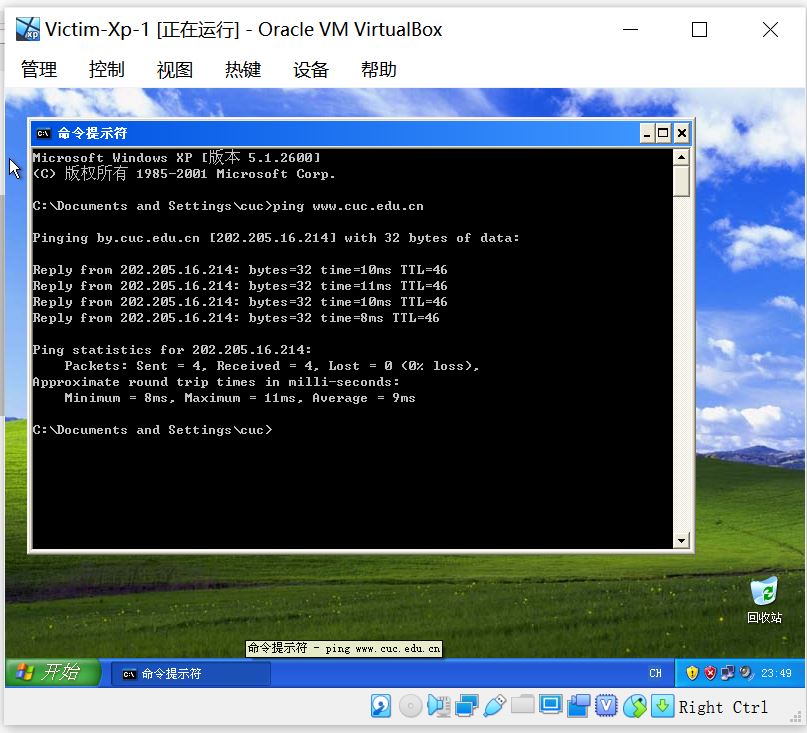 Victim-Xp-1 [正在运行] - Oracle VM VirtualBox
管理 控制 视图 热键 设备 帮助
命令提示符
Microsoft Windows XP [版本 5.1.2600]
(C) 版权所有 1985-2001 Microsoft Corp.
C:\Documents and Settings\cuc>ping www.cuc.edu.cn
Pinging by.cuc.edu.cn [202.205.16.214] with 32 bytes of data:
Reply from 202.205.16.214: bytes=32 time=10ms TTL=46
Reply from 202.205.16.214: bytes=32 time=11ms TTL=46
Reply from 202.205.16.214: bytes=32 time=10ms TTL=46
Reply from 202.205.16.214: bytes=32 time=8ms TTL=46
Ping statistics for 202.205.16.214:
Packets: Sent = 4, Received = 4, Lost = 0 (0% loss),
Approximate round trip times in milli-seconds:
Minimum = 8ms, Maximum = 11ms, Average = 9ms
C:\Documents and Settings\cuc>
回收站
命令提示符 - ping www.cuc.edu.cn
开始 命令提示符 CH 23:49
Right Ctrl